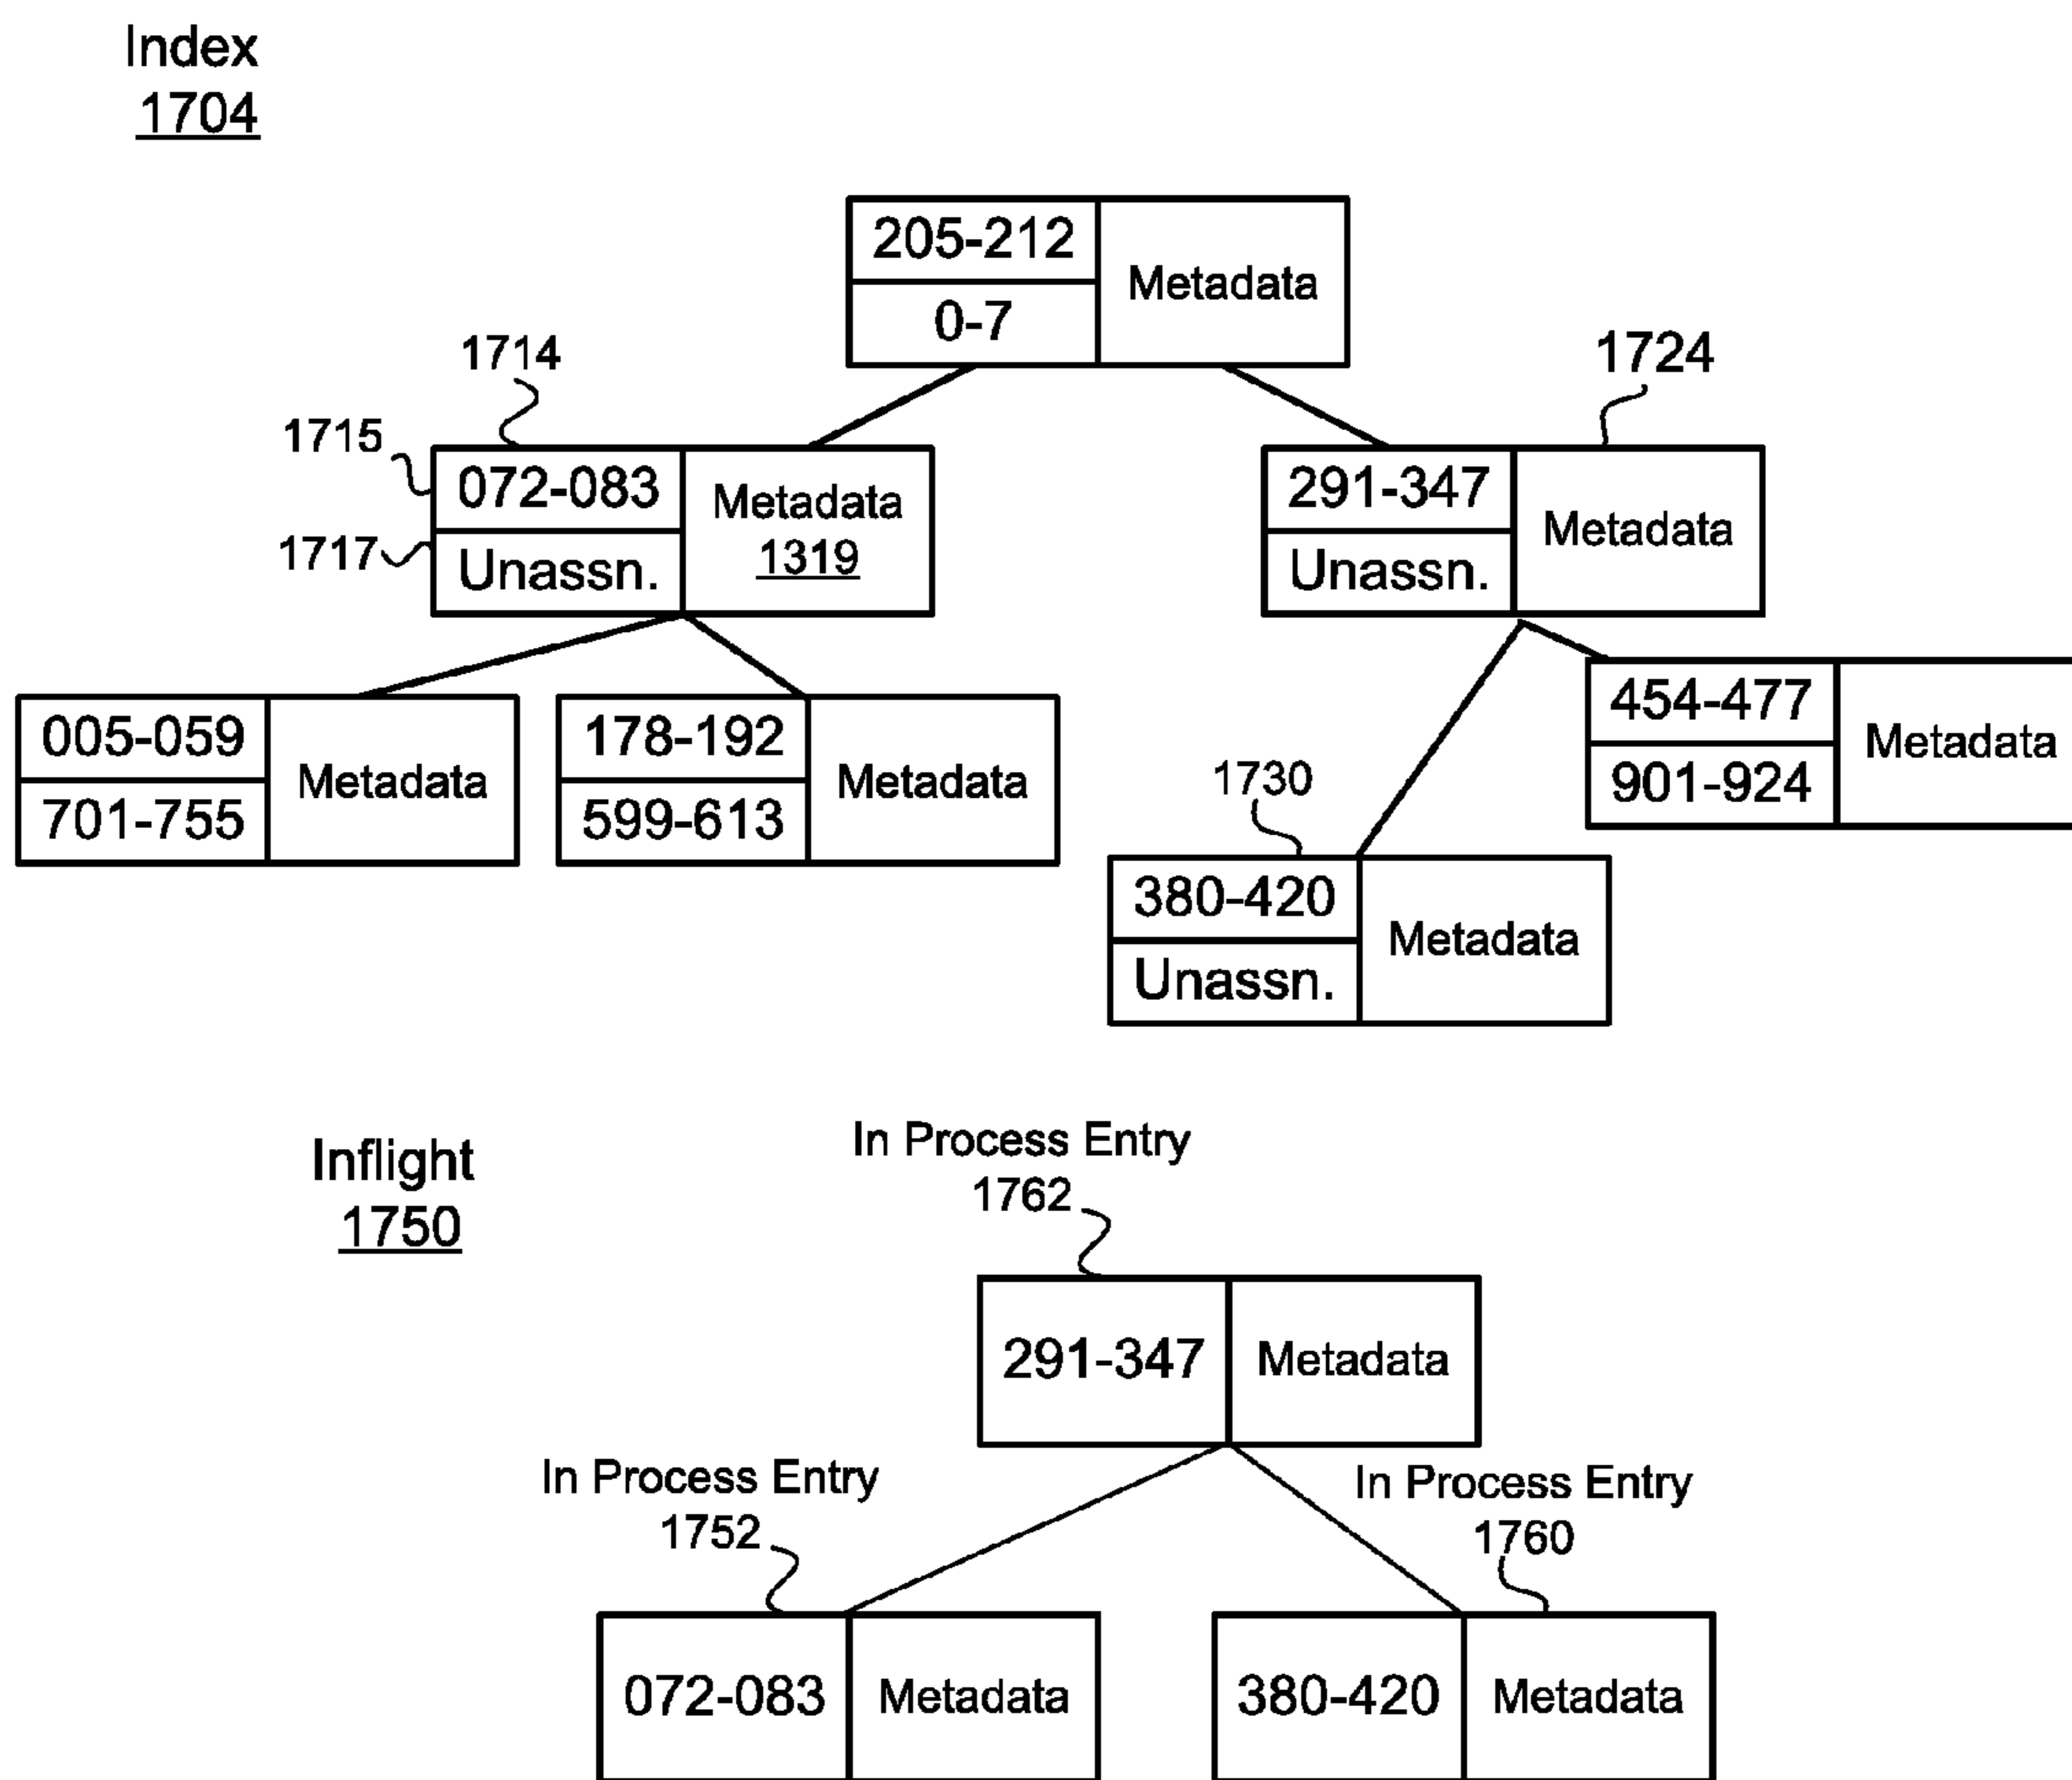 Index
1704
205-212
Metadata
0-7
1714
1724
1715
072-083
Metadata
1319
1717
Unassn.
291-347
Metadata
Unassn.
005-059
Metadata
701-755
178-192
Metadata
599-613
454-477
Metadata
901-924
1730
380-420
Metadata
Unassn.
Inflight
1750
In Process Entry
1762
291-347
Metadata
In Process Entry
1752
In Process Entry
1760
072-083
Metadata
380-420
Metadata